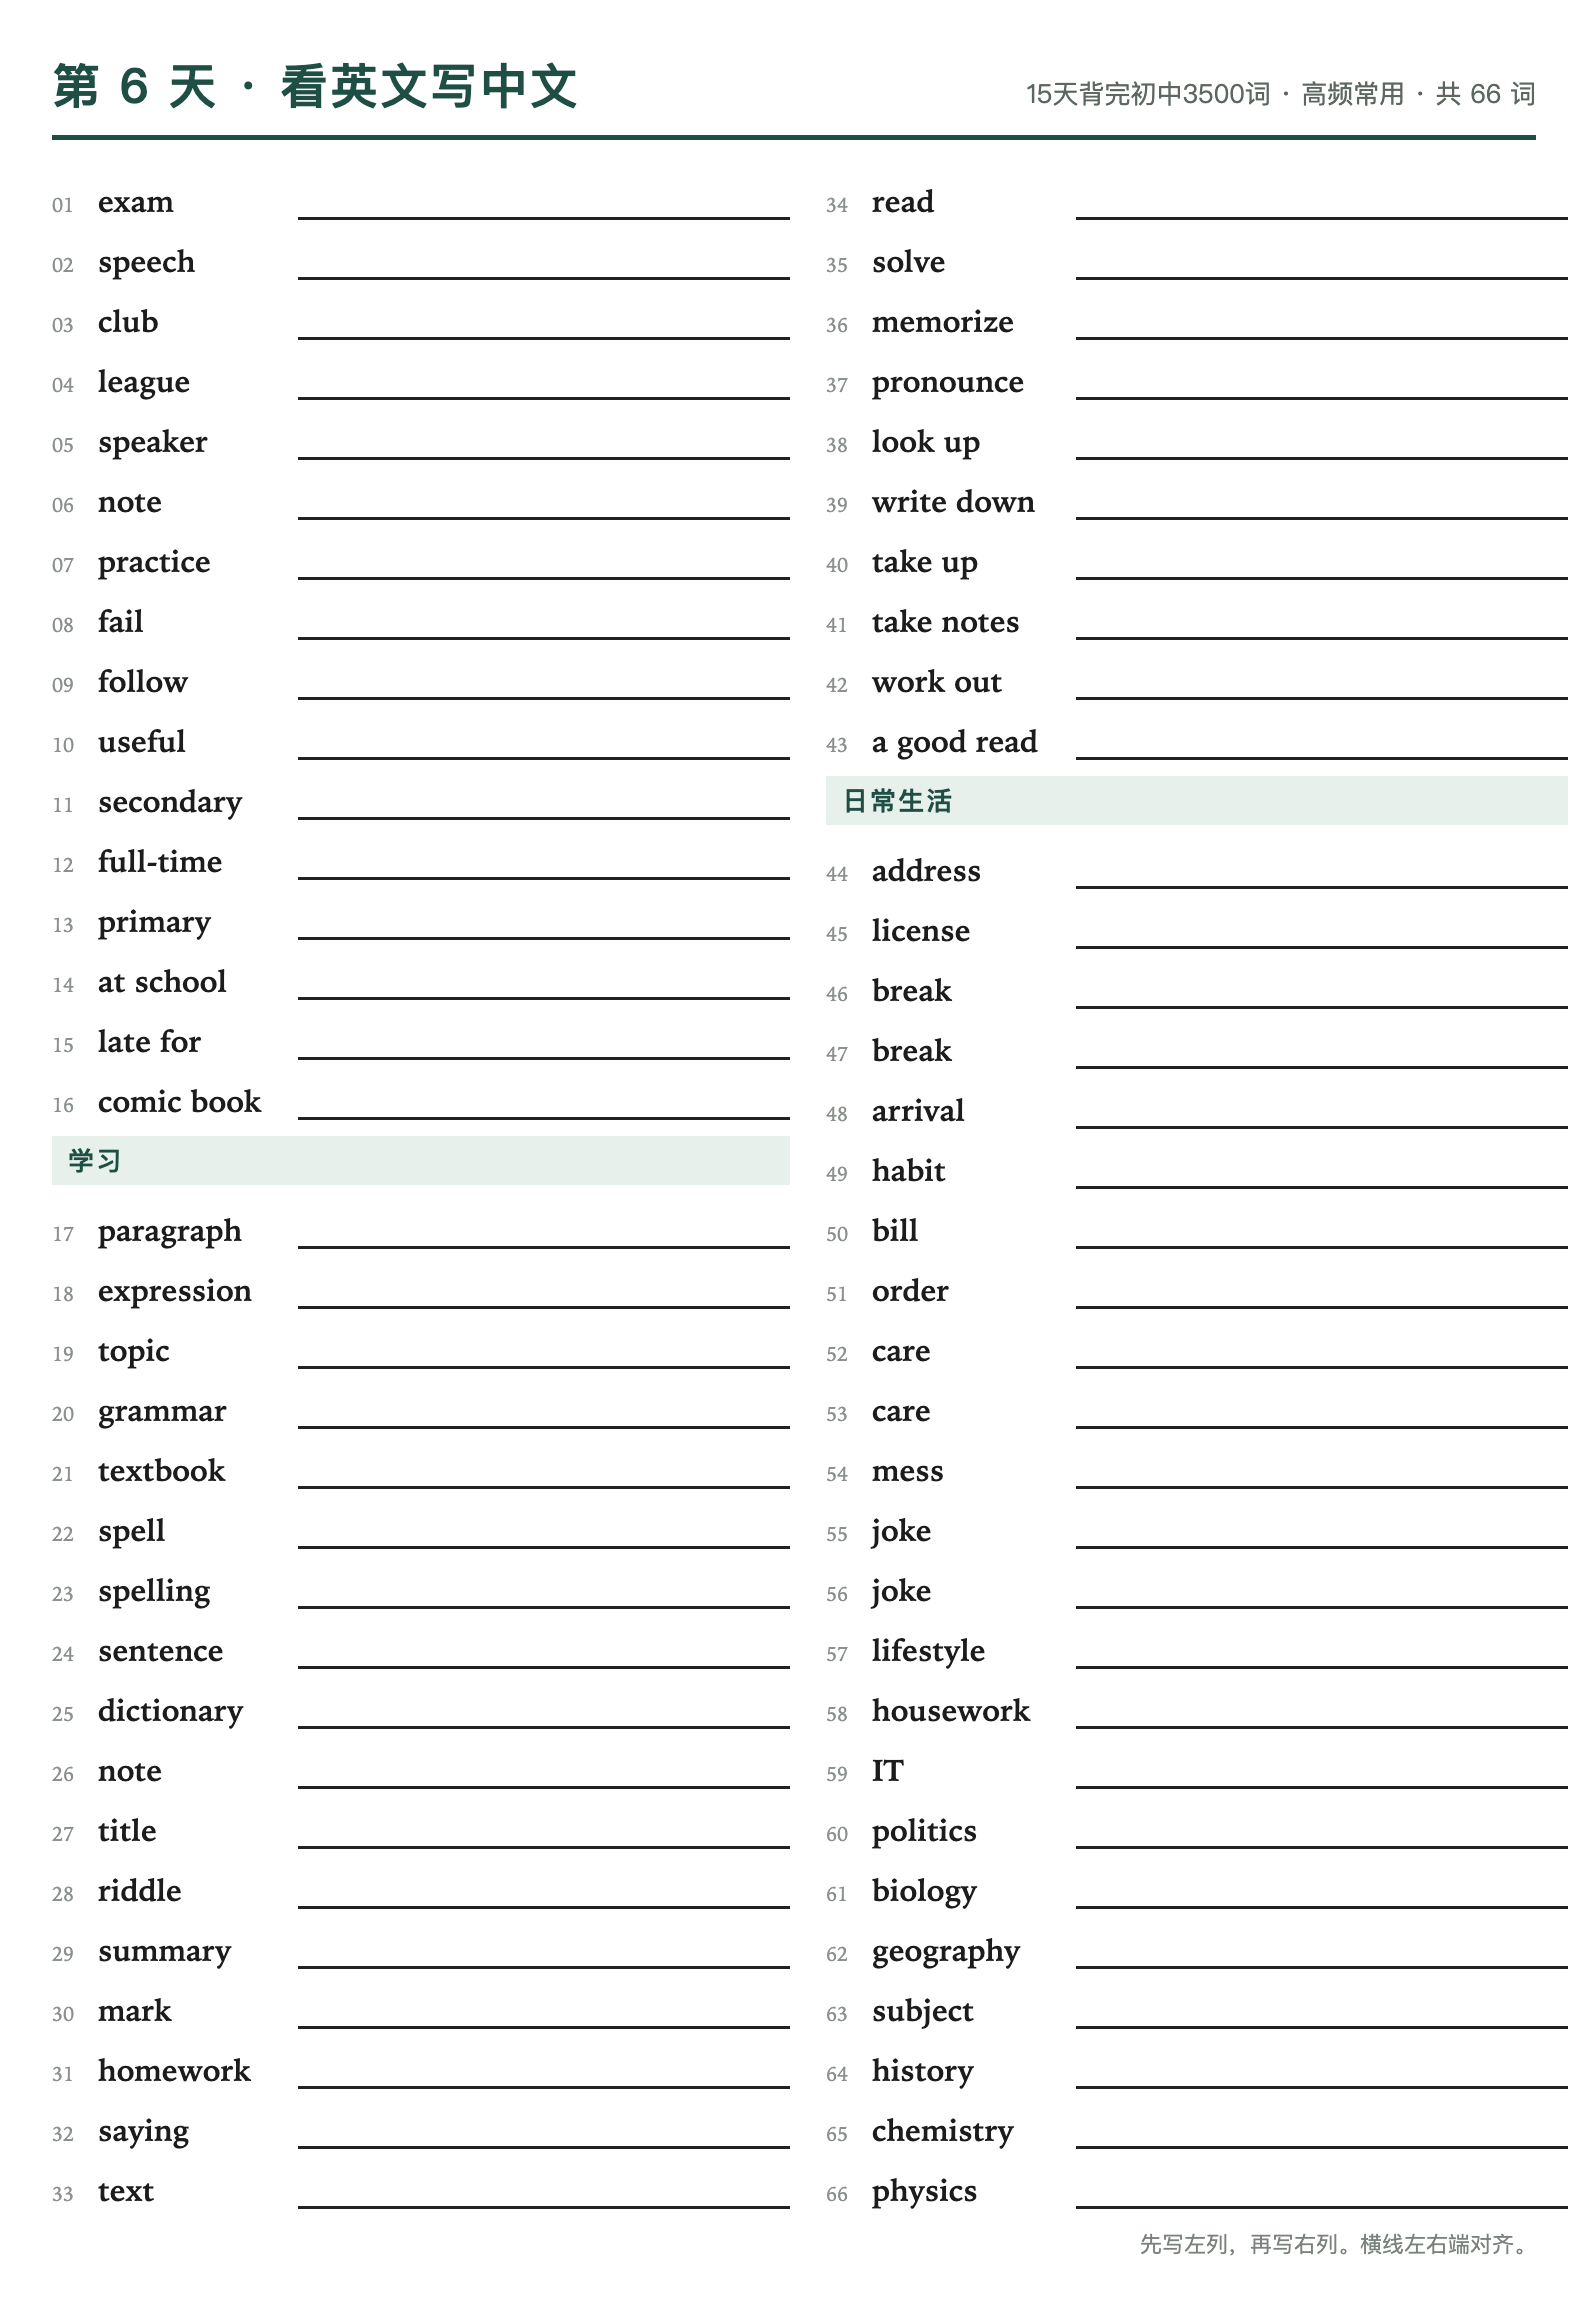 第 6 天 · 看英文写中文
15天背完初中3500词 · 高频常用 · 共 66 词
01 exam
02 speech
03 club
04 league
05 speaker
06 note
07 practice
08 fail
09 follow
10 useful
11 secondary
12 full-time
13 primary
14 at school
15 late for
16 comic book
学习
17 paragraph
18 expression
19 topic
20 grammar
21 textbook
22 spell
23 spelling
24 sentence
25 dictionary
26 note
27 title
28 riddle
29 summary
30 mark
31 homework
32 saying
33 text
34 read
35 solve
36 memorize
37 pronounce
38 look up
39 write down
40 take up
41 take notes
42 work out
43 a good read
日常生活
44 address
45 license
46 break
47 break
48 arrival
49 habit
50 bill
51 order
52 care
53 care
54 mess
55 joke
56 joke
57 lifestyle
58 housework
59 IT
60 politics
61 biology
62 geography
63 subject
64 history
65 chemistry
66 physics
先写左列，再写右列。横线左右端对齐。